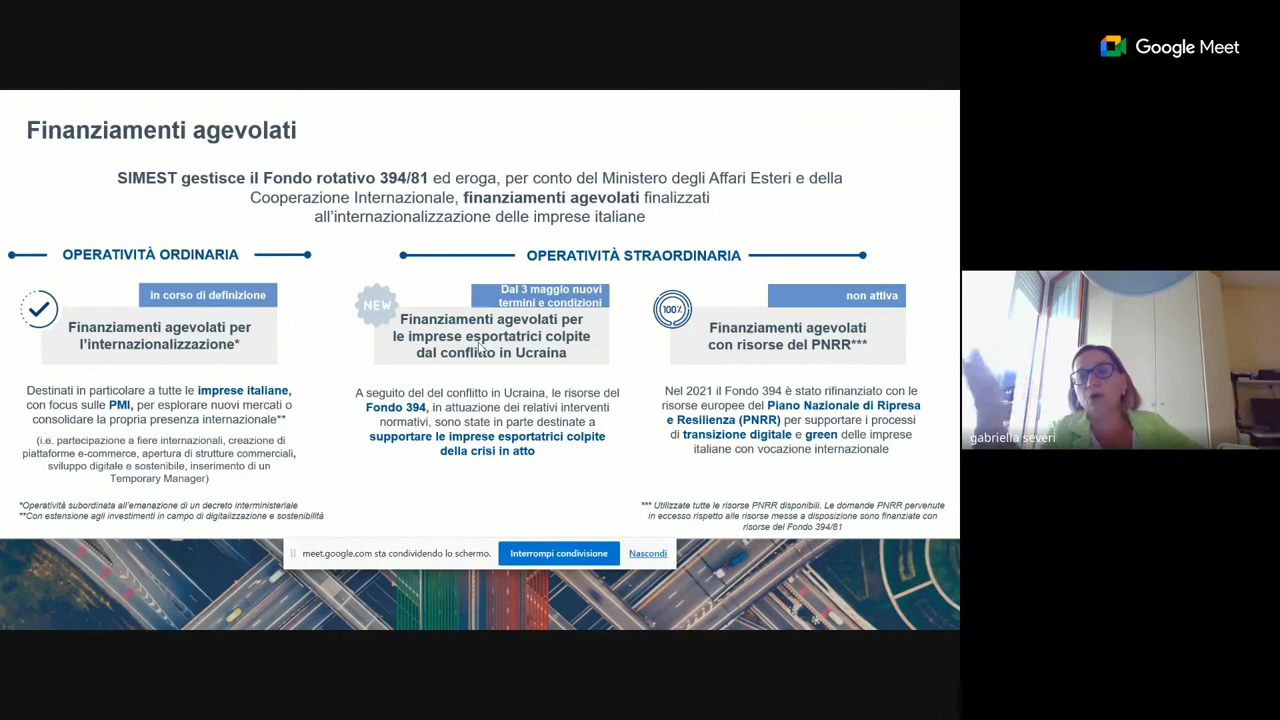 Google Meet
Finanziamenti agevolati
SIMEST gestisce il Fondo rotativo 394/81 ed eroga, per conto del Ministero degli Affari Esteri e della
Cooperazione Internazionale, finanziamenti agevolati finalizzati
all'internazionalizzazione delle imprese italiane
OPERATIVITÀ ORDINARIA
OPERATIVITÀ STRAORDINARIA
in corso di definizione
Finanziamenti agevolati per
l'internazionalizzazione*
Destinati in particolare a tutte le imprese italiane,
con focus sulle PMI, per esplorare nuovi mercati o
consolidare la propria presenza internazionale**
(i.e. partecipazione a fiere internazionali, creazione di
piattaforme e-commerce, apertura di strutture commerciali,
sviluppo digitale e sostenibile, inserimento di un
Temporary Manager)
*Operatività subordinata all'emanazione di un decreto interministeriale
**Con estensione agli investimenti in campo di digitalizzazione e sostenibilità
NEW
Dal 3 maggio nuovi
termini e condizioni
Finanziamenti agevolati per
le imprese esportatrici colpite
dal conflitto in Ucraina
A seguito del del conflitto in Ucraina, le risorse del
Fondo 394, in attuazione dei relativi interventi
normativi, sono state in parte destinate a
supportare le imprese esportatrici colpite
della crisi in atto
100%
non attiva
Finanziamenti agevolati
con risorse del PNRR***
Nel 2021 il Fondo 394 è stato rifinanziato con le
risorse europee del Piano Nazionale di Ripresa
e Resilienza (PNRR) per supportare i processi
di transizione digitale e green delle imprese
italiane con vocazione internazionale
*** Utilizzate tutte le risorse PNRR disponibili. Le domande PNRR pervenute
in eccesso rispetto alle risorse messe a disposizione sono finanziate con
risorse del Fondo 394/81
meet.google.com sta condividendo lo schermo.
Interrompi condivisione
Nascondi
gabriella severi